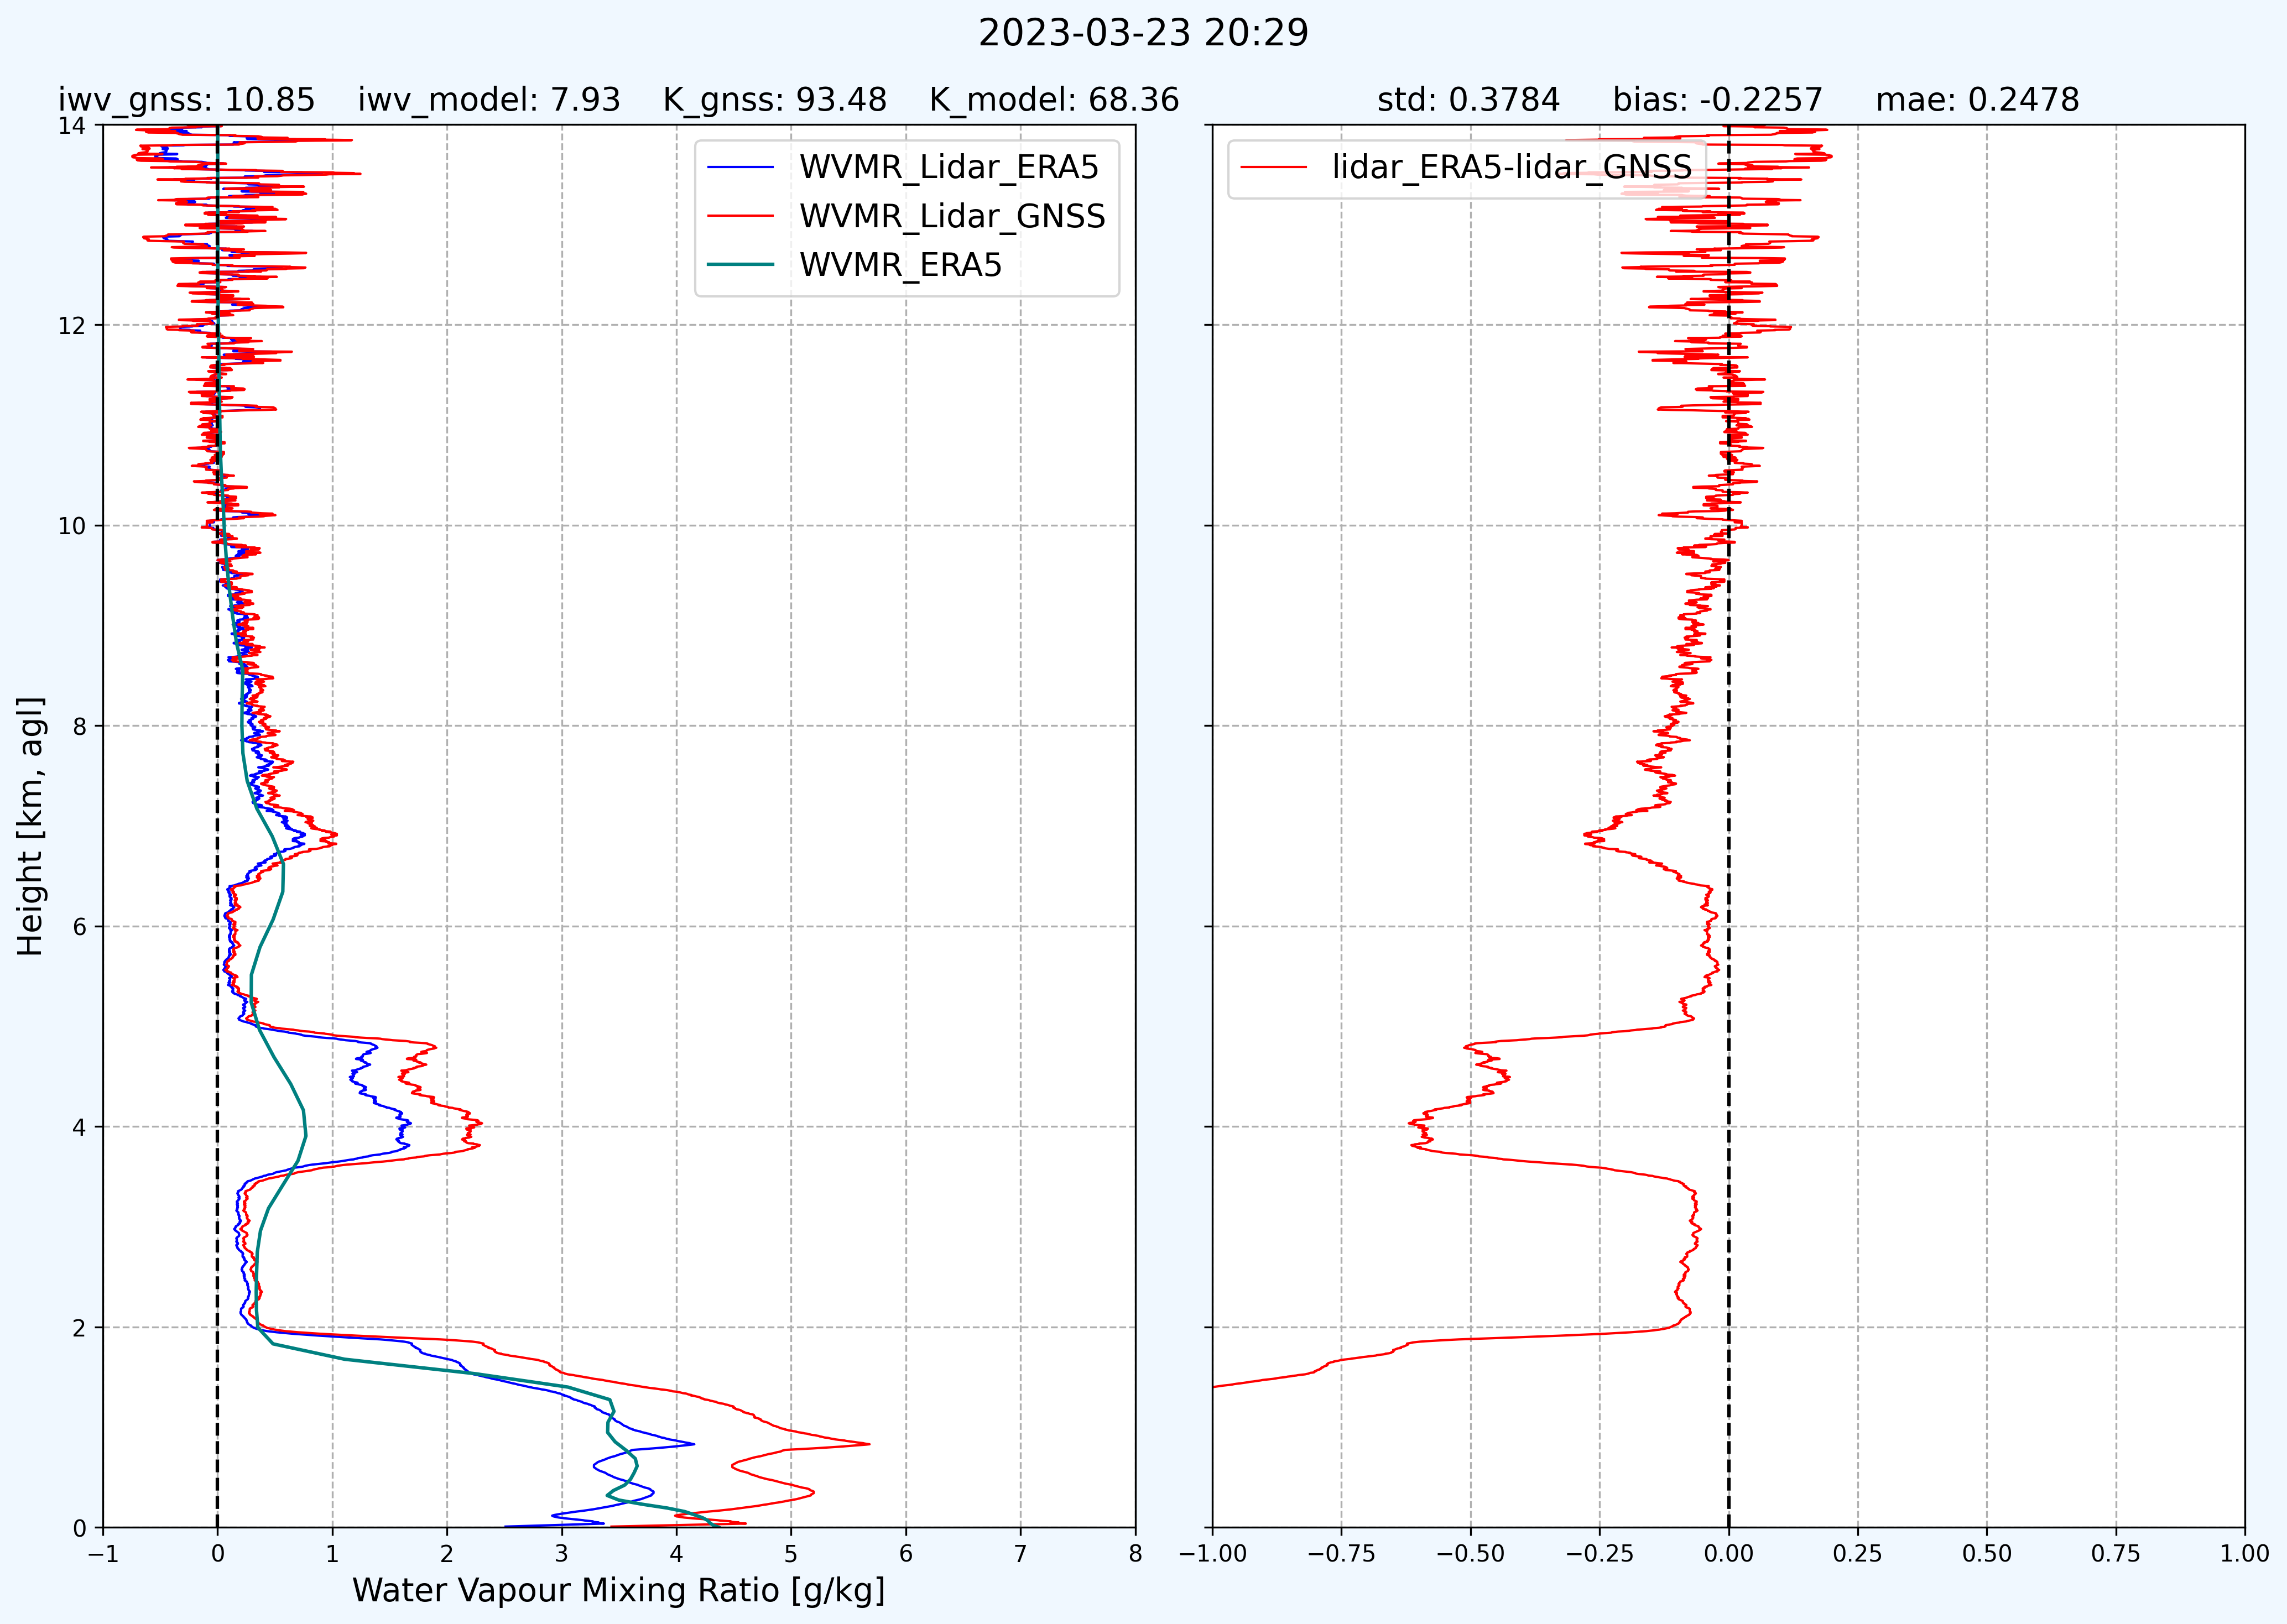 2023-03-23 20:29
iwv_gnss: 10.85 iwv_model: 7.93 K_gnss: 93.48 K_model: 68.36
std: 0.3784 bias: -0.2257 mae: 0.2478
WVMR_Lidar_ERA5
WVMR_Lidar_GNSS
WVMR_ERA5
lidar_ERA5-lidar_GNSS
Height [km, agl]
14
12
10
8
6
4
2
0
−1 0 1 2 3 4 5 6 7 8
Water Vapour Mixing Ratio [g/kg]
−1.00 −0.75 −0.50 −0.25 0.00 0.25 0.50 0.75 1.00